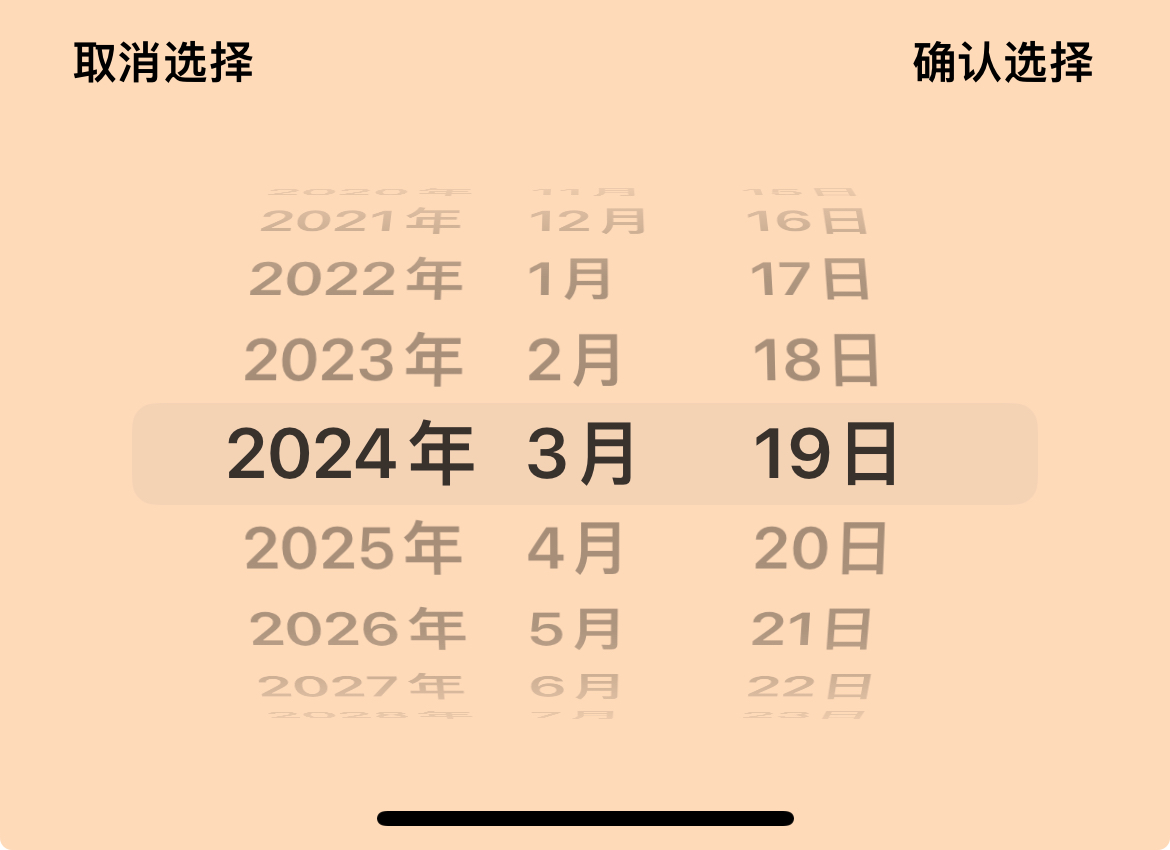 取消选择 确认选择
2020年 11月 15日
2021年 12月 16日
2022年 1月 17日
2023年 2月 18日
2024年 3月 19日
2025年 4月 20日
2026年 5月 21日
2027年 6月 22日
2028年 7月 23日